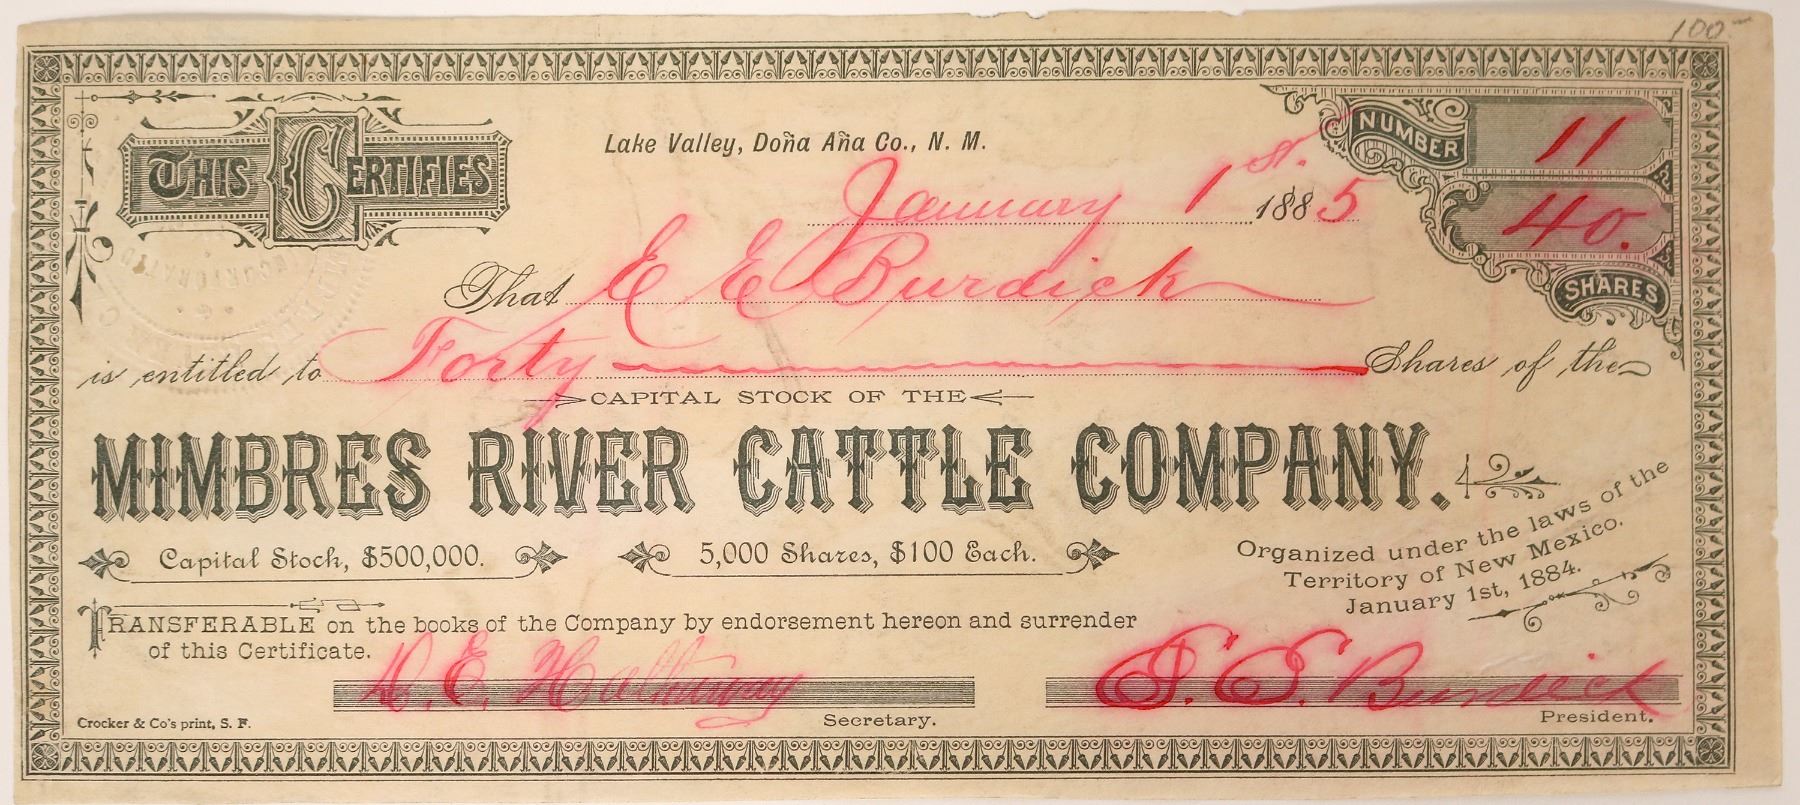 100
THIS CERTIFIES
Lake Valley, Doña Aña Co., N. M.
NUMBER 11
January 1st. 1885
40.
SHARES
That E E Burdick
is entitled to Forty Shares of the
CAPITAL STOCK OF THE
MIMBRES RIVER CATTLE COMPANY.
Capital Stock, $500,000.
5,000 Shares, $100 Each.
Organized under the laws of the
Territory of New Mexico.
January 1st, 1884.
TRANSFERABLE on the books of the Company by endorsement hereon and surrender
of this Certificate.
D. E. Secretary.
E. Burdick President.
Crocker & Co's print, S. F.
INCORPORATED